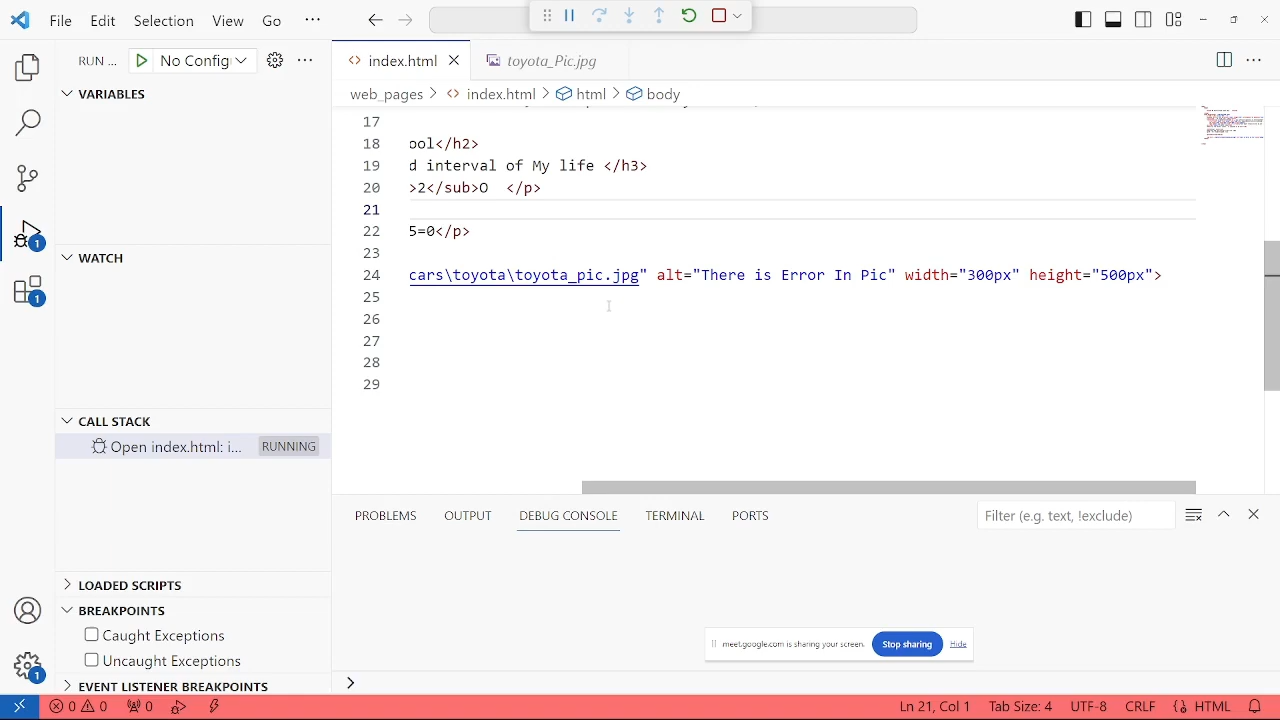 File Edit Selection View Go ···
RUN ... No Config ···
index.html
toyota_Pic.jpg
web_pages > index.html > html > body
VARIABLES
WATCH
CALL STACK
Open index.html: i... RUNNING
LOADED SCRIPTS
BREAKPOINTS
Caught Exceptions
Uncaught Exceptions
EVENT LISTENER BREAKPOINTS
1
1
1
17
18 ool</h2>
19 d interval of My life </h3>
20 >2</sub>O </p>
21
22 5=0</p>
23
24 cars\toyota\toyota_pic.jpg" alt="There is Error In Pic" width="300px" height="500px">
25
26
27
28
29
PROBLEMS OUTPUT DEBUG CONSOLE TERMINAL PORTS Filter (e.g. text, !exclude)
meet.google.com is sharing your screen. Stop sharing Hide
>
0 0 0 Ln 21, Col 1 Tab Size: 4 UTF-8 CRLF {} HTML